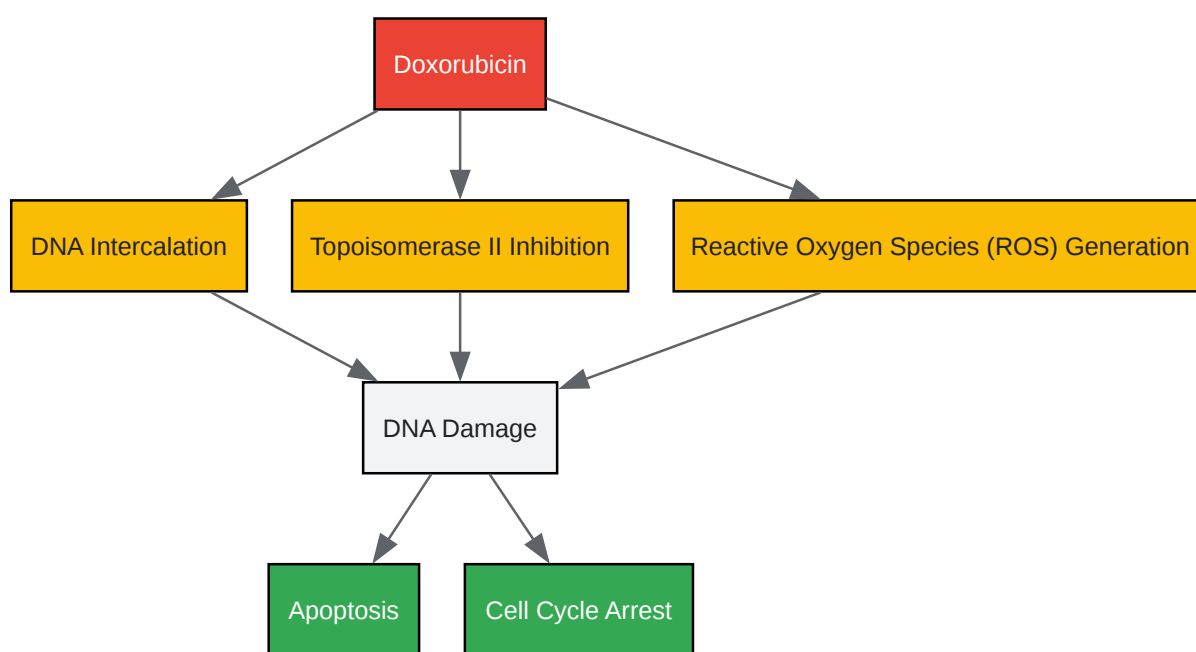 Doxorubicin
DNA Intercalation
Topoisomerase II Inhibition
Reactive Oxygen Species (ROS) Generation
DNA Damage
Apoptosis
Cell Cycle Arrest